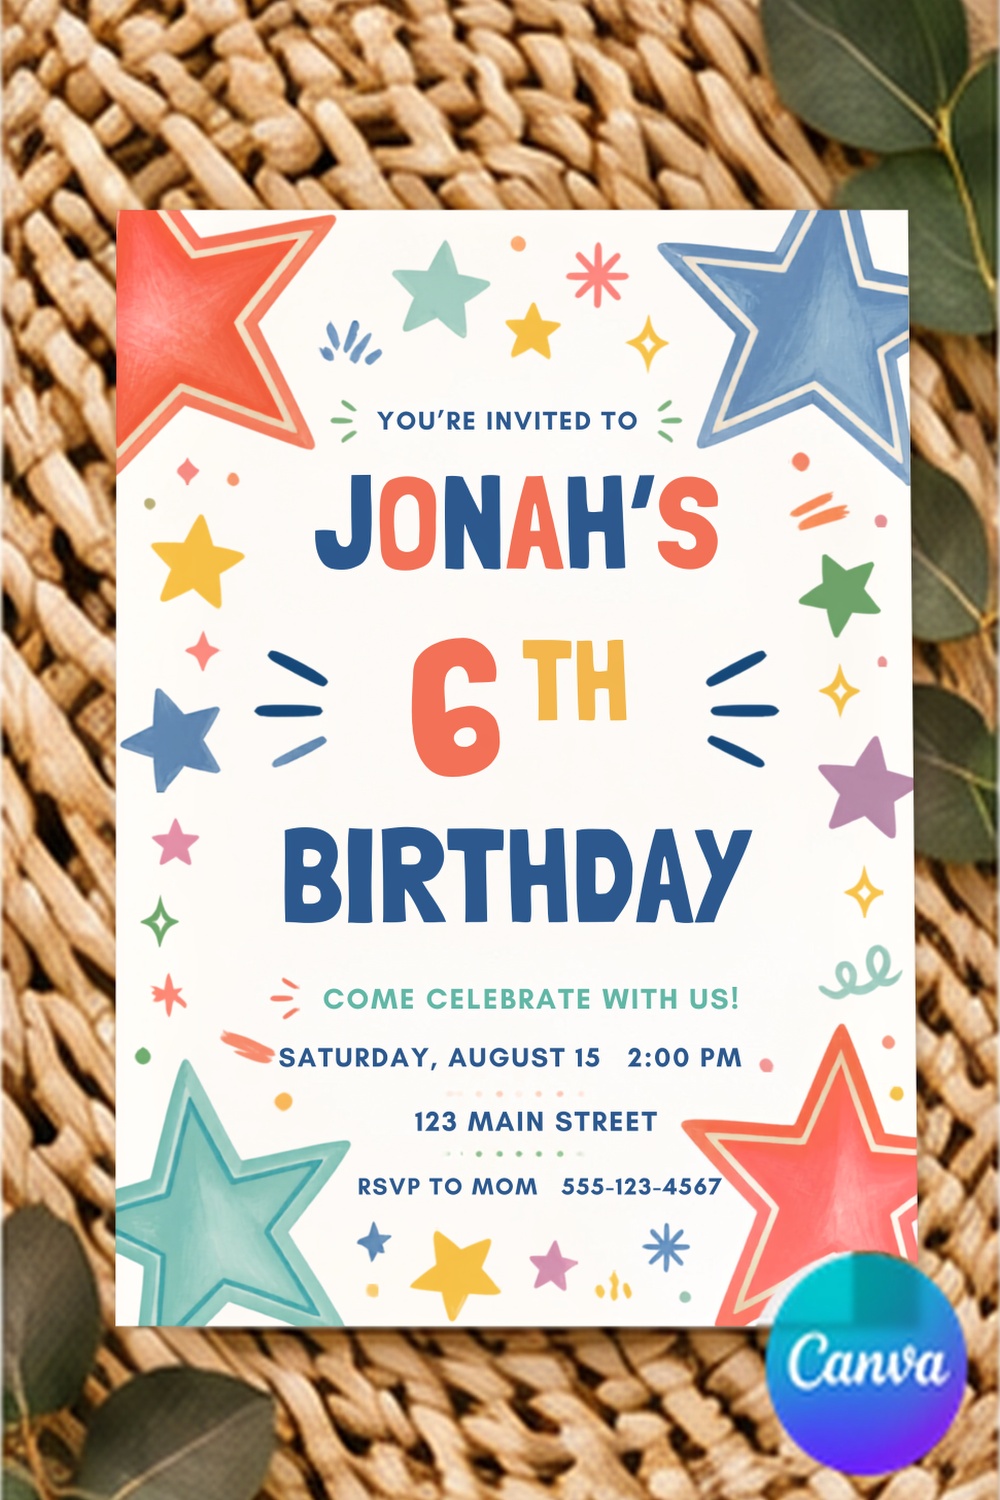 YOU'RE INVITED TO
JONAH'S
6TH
BIRTHDAY
COME CELEBRATE WITH US!
SATURDAY, AUGUST 15 2:00 PM
123 MAIN STREET
RSVP TO MOM 555-123-4567
Canva